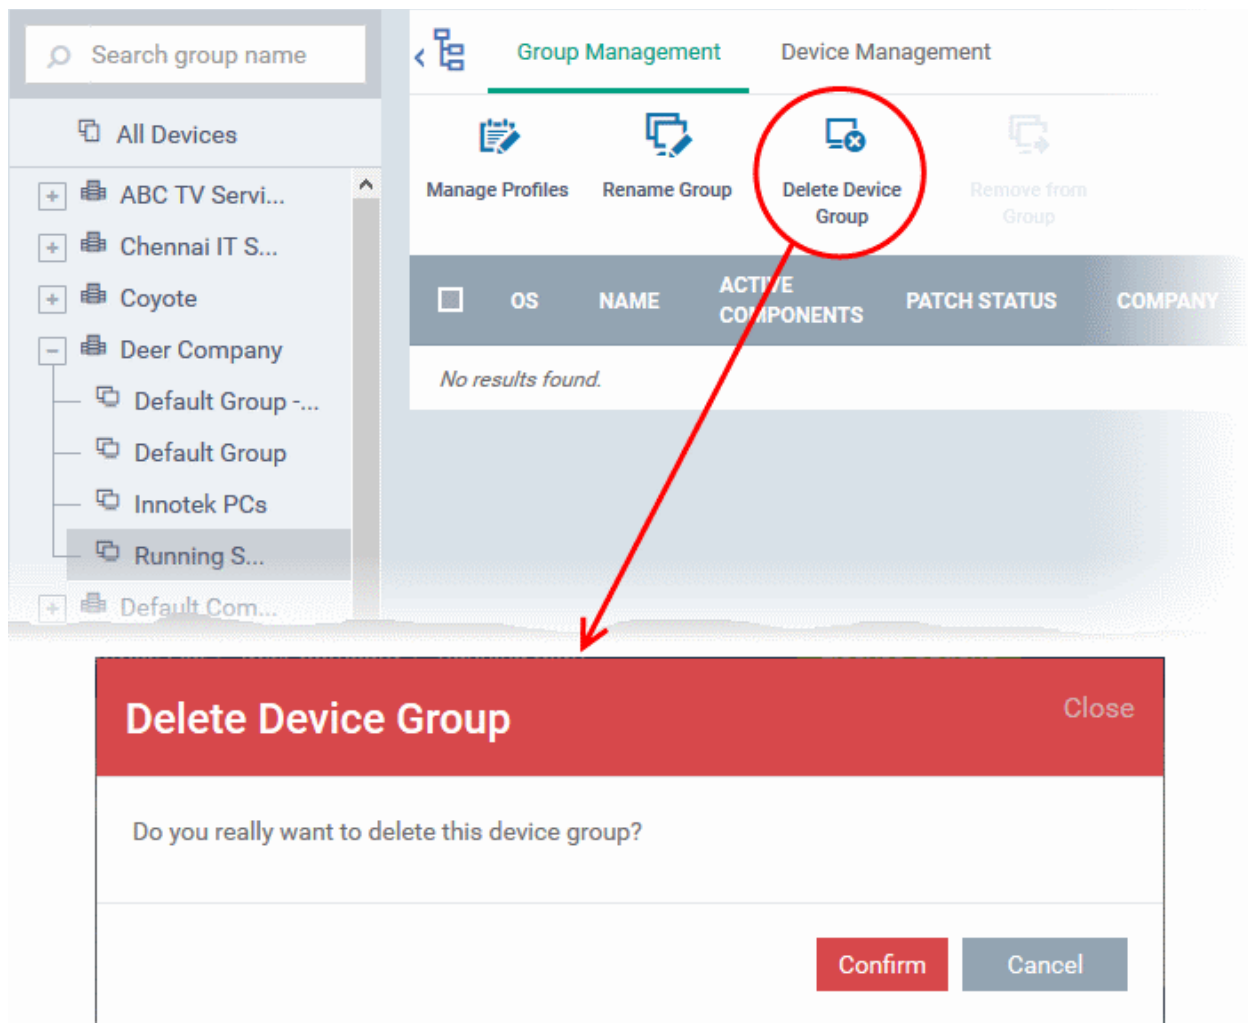 Search group name
Group Management
Device Management
All Devices
Manage Profiles
Rename Group
Delete Device
Group
Remove from
Group
ABC TV Servi...
Chennai IT S...
Coyote
Deer Company
Default Group -...
Default Group
Innotek PCs
Running S...
Default Com...
OS
NAME
ACTIVE
COMPONENTS
PATCH STATUS
COMPANY
No results found.
Delete Device Group
Close
Do you really want to delete this device group?
Confirm
Cancel